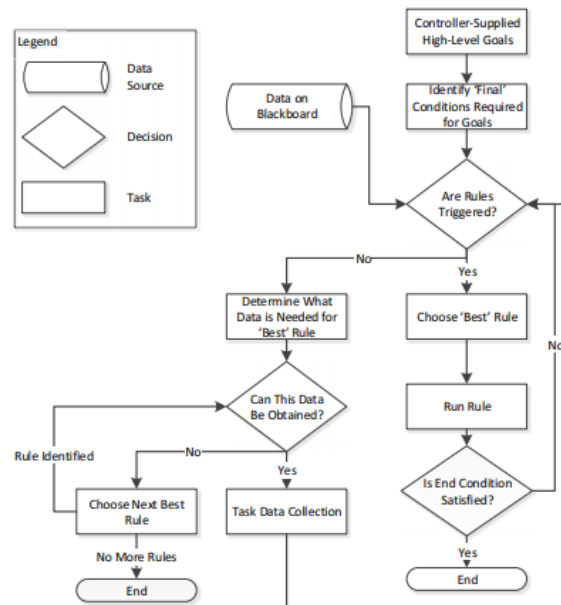 Legend
Data
Source
Decision
Task
Controller-Supplied
High-Level Goals
Identify ‘Final’
Conditions Required
for Goals
Data on
Blackboard
Are Rules
Triggered?
No
Yes
Determine What
Data is Needed for
‘Best’ Rule
Choose ‘Best’ Rule
No
Can This Data
Be Obtained?
Run Rule
Rule Identified
No
Yes
Is End Condition
Satisfied?
Choose Next Best
Rule
Task Data Collection
No More Rules
Yes
End
End